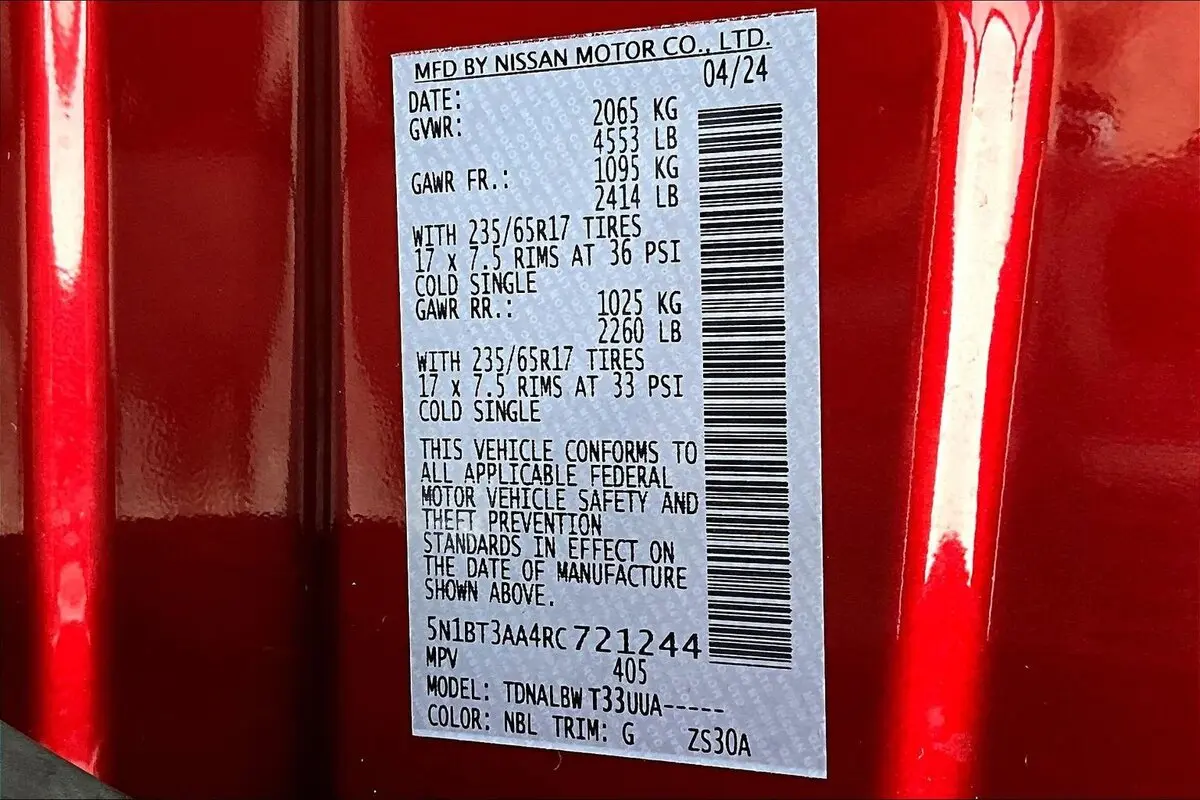 MFD BY NISSAN MOTOR CO., LTD.
DATE: 04/24
GVWR: 2065 KG
4553 LB
GAWR FR.: 1095 KG
2414 LB
WITH 235/65R17 TIRES
17 x 7.5 RIMS AT 36 PSI
COLD SINGLE
GAWR RR.: 1025 KG
2260 LB
WITH 235/65R17 TIRES
17 x 7.5 RIMS AT 33 PSI
COLD SINGLE
THIS VEHICLE CONFORMS TO
ALL APPLICABLE FEDERAL
MOTOR VEHICLE SAFETY AND
THEFT PREVENTION
STANDARDS IN EFFECT ON
THE DATE OF MANUFACTURE
SHOWN ABOVE.
5N1BT3AA4RC721244
MPV 405
MODEL: TDNALBW T33UUA-----
COLOR: NBL TRIM: G ZS30A